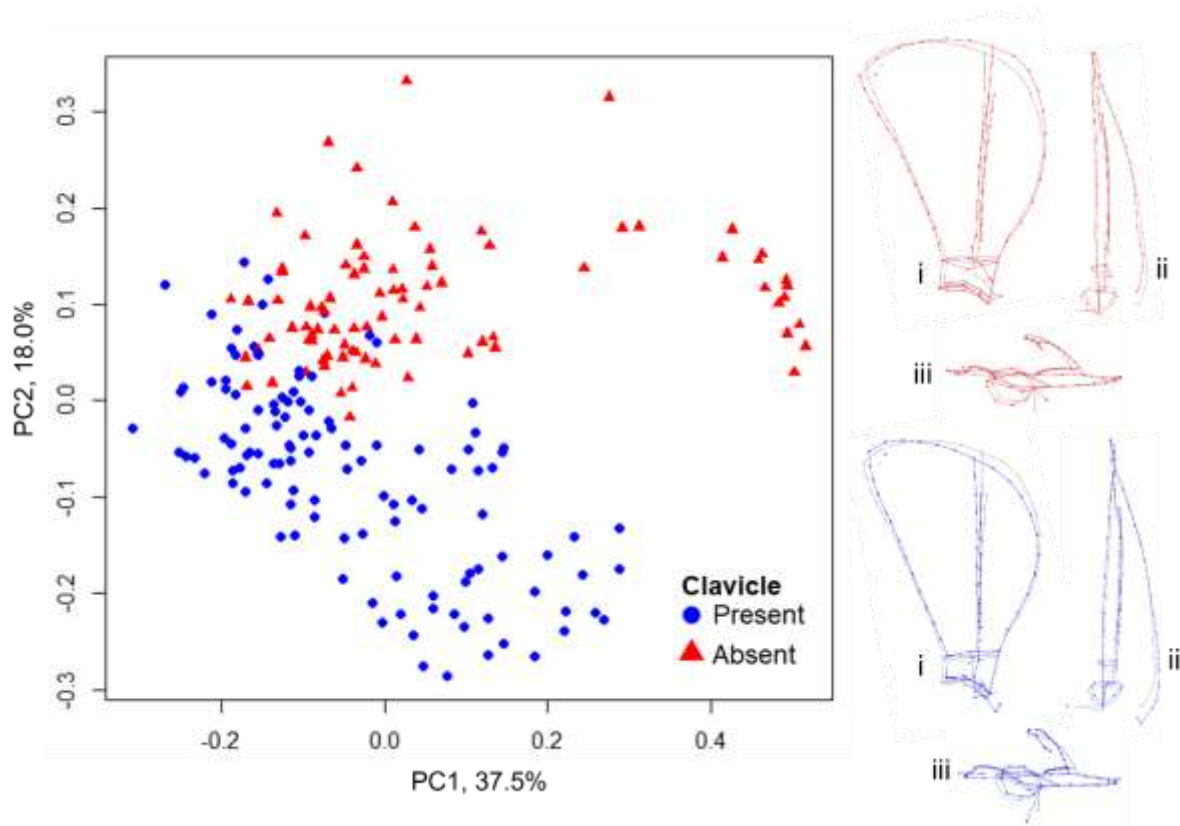 0.3
0.2
0.1
0.0
-0.1
-0.2
-0.3
PC2, 18.0%
-0.2
0.0
0.2
0.4
PC1, 37.5%
Clavicle
Present
Absent
i
ii
iii
i
ii
iii